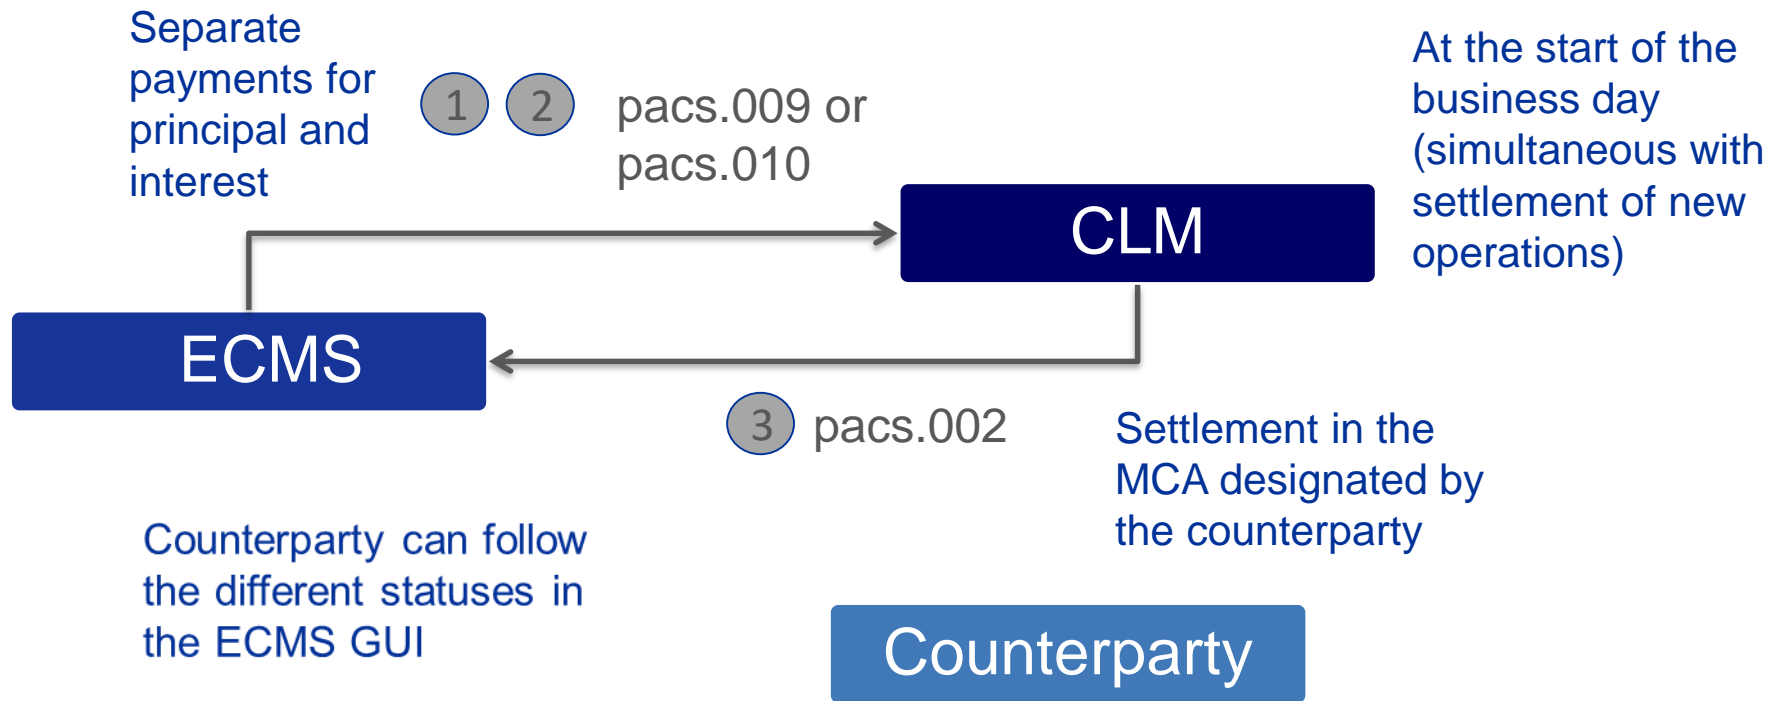 Separate
payments for
principal and
interest
1 2 pacs.009 or
pacs.010
At the start of the
business day
(simultaneous with
settlement of new
operations)
CLM
ECMS
3 pacs.002
Settlement in the
MCA designated by
the counterparty
Counterparty can follow
the different statuses in
the ECMS GUI
Counterparty